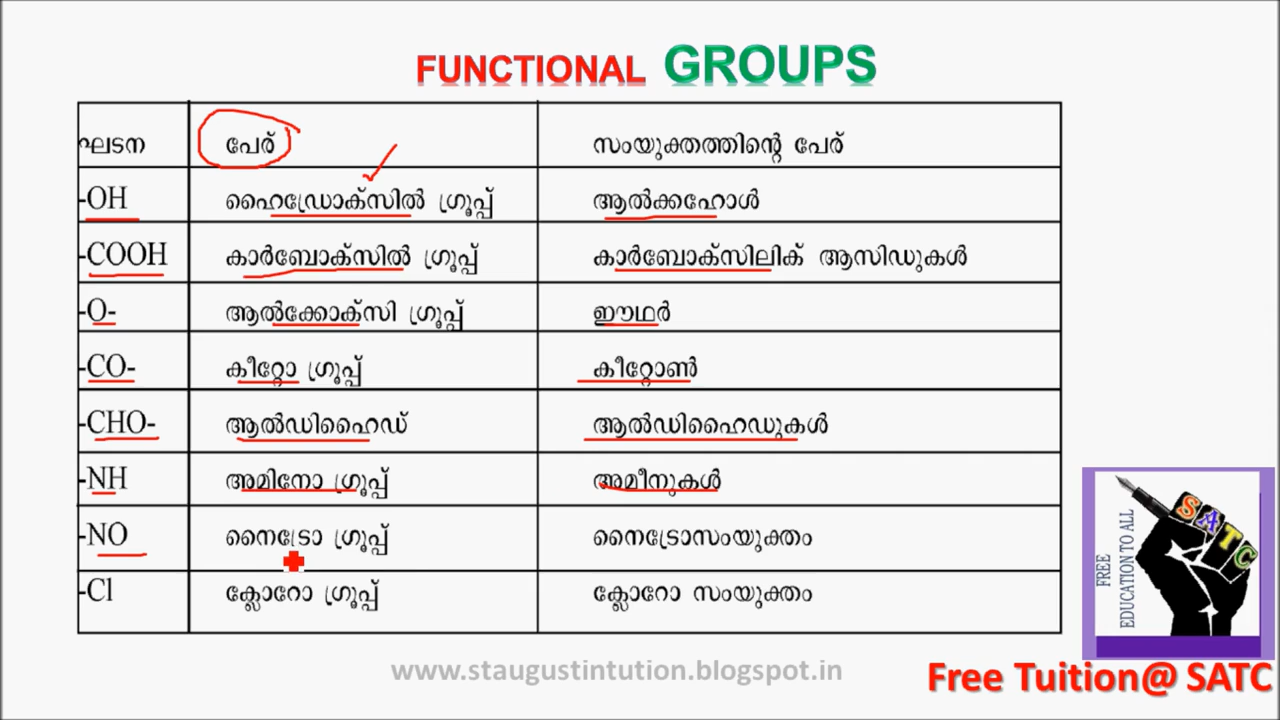 FUNCTIONAL GROUPS
ഘടന പേര് സംയുക്തത്തിന്റെ പേര്
-OH ഹൈഡ്രോക്സിൽ ഗ്രൂപ്പ് ആൽക്കഹോൾ
-COOH കാർബോക്സിൽ ഗ്രൂപ്പ് കാർബോക്സിലിക് ആസിഡുകൾ
-O- ആൽക്കോക്സി ഗ്രൂപ്പ് ഈഥർ
-CO- കീറ്റോ ഗ്രൂപ്പ് കീറ്റോൺ
-CHO- ആൽഡിഹൈഡ് ആൽഡിഹൈഡുകൾ
-NH അമിനോ ഗ്രൂപ്പ് അമീനുകൾ
-NO നൈട്രോ ഗ്രൂപ്പ് നൈട്രോസംയുക്തം
-Cl ക്ലോറോ ഗ്രൂപ്പ് ക്ലോറോ സംയുക്തം
FREE
EDUCATION TO ALL
SATC
www.staugustintution.blogspot.in
Free Tuition@ SATC